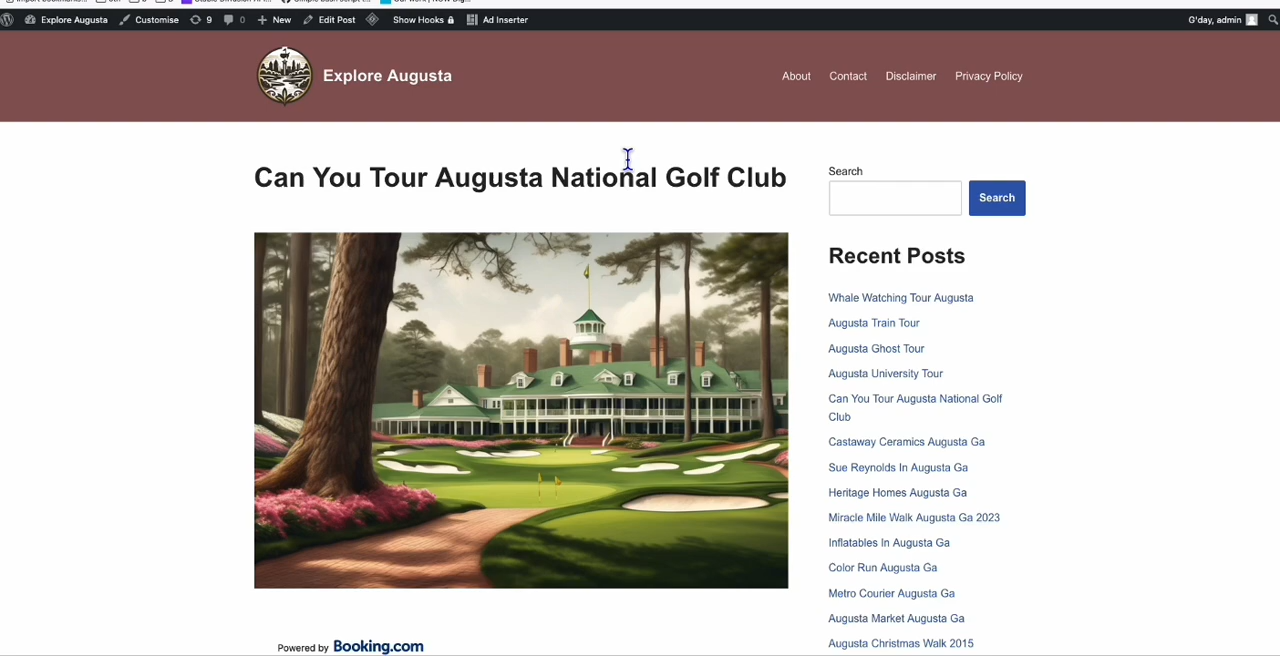 Explore Augusta
Customise
9
0
New
Edit Post
Show Hooks
Ad Inserter
G'day, admin
Explore Augusta
About
Contact
Disclaimer
Privacy Policy
Can You Tour Augusta National Golf Club
Search
Search
Recent Posts
Whale Watching Tour Augusta
Augusta Train Tour
Augusta Ghost Tour
Augusta University Tour
Can You Tour Augusta National Golf
Club
Castaway Ceramics Augusta Ga
Sue Reynolds In Augusta Ga
Heritage Homes Augusta Ga
Miracle Mile Walk Augusta Ga 2023
Inflatables In Augusta Ga
Color Run Augusta Ga
Metro Courier Augusta Ga
Augusta Market Augusta Ga
Augusta Christmas Walk 2015
Powered by Booking.com